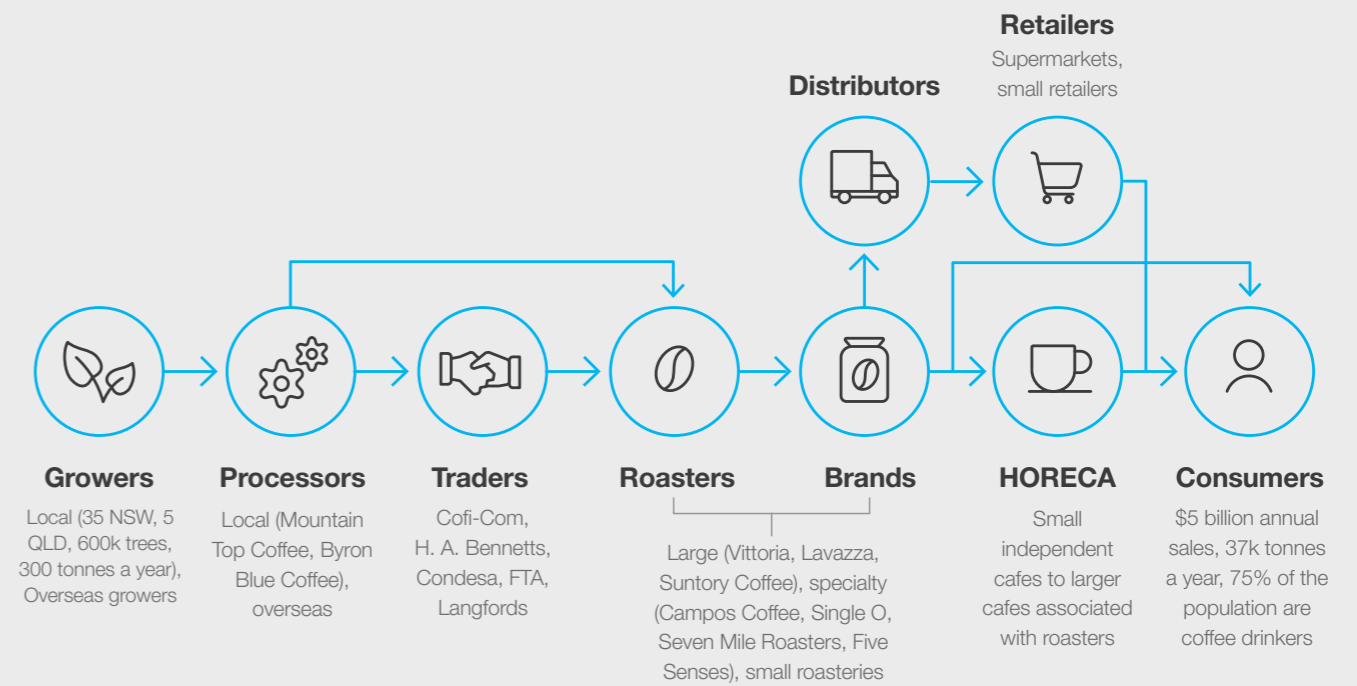 Retailers
Supermarkets,
small retailers
Distributors
Growers
Local (35 NSW, 5
QLD, 600k trees,
300 tonnes a year),
Overseas growers
Processors
Local (Mountain
Top Coffee, Byron
Blue Coffee),
overseas
Traders
Cofi-Com,
H. A. Bennetts,
Condesa, FTA,
Langfords
Roasters
Brands
Large (Vittoria, Lavazza,
Suntory Coffee), specialty
(Campos Coffee, Single O,
Seven Mile Roasters, Five
Senses), small roasteries
HORECA
Small
independent
cafes to larger
cafes associated
with roasters
Consumers
$5 billion annual
sales, 37k tonnes
a year, 75% of the
population are
coffee drinkers